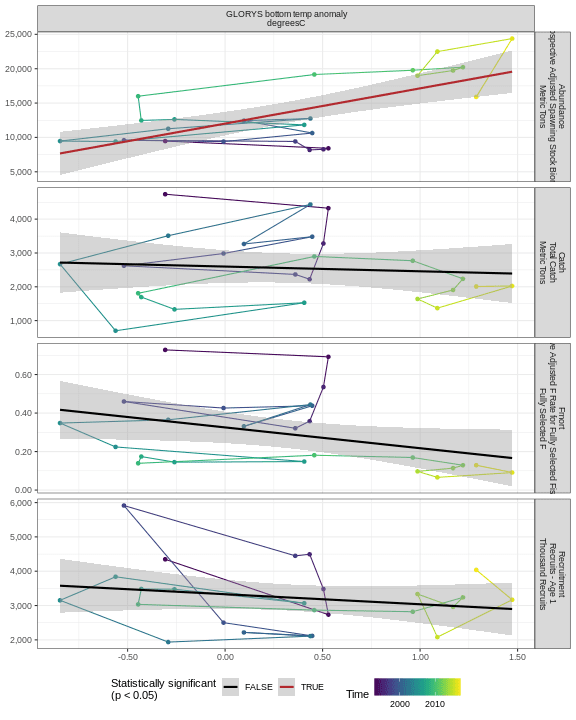 GLORYS bottom temp anomaly
degreesC
25,000
20,000
15,000
10,000
5,000
Abundance
Adjusted Spawning Stock
Metric Tons
4,000
3,000
2,000
1,000
Catch
Total Catch
Metric Tons
0.60
0.40
0.20
0.00
Fmort
Adjusted F Rate for Fully Selected
Fully Selected F
6,000
5,000
4,000
3,000
2,000
Recruitment
Recruits - Age 1
Thousand Recruits
-0.50 0.00 0.50 1.00 1.50
Statistically significant
(p < 0.05)
FALSE TRUE
Time
2000 2010